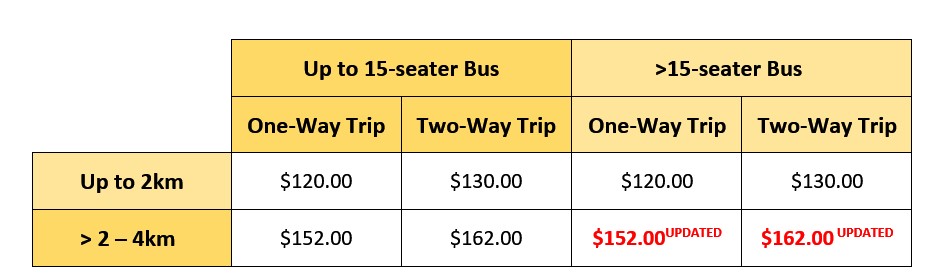 Up to 15-seater Bus >15-seater Bus
One-Way Trip Two-Way Trip One-Way Trip Two-Way Trip
Up to 2km $120.00 $130.00 $120.00 $130.00
> 2 – 4km $152.00 $162.00 $152.00UPDATED $162.00 UPDATED